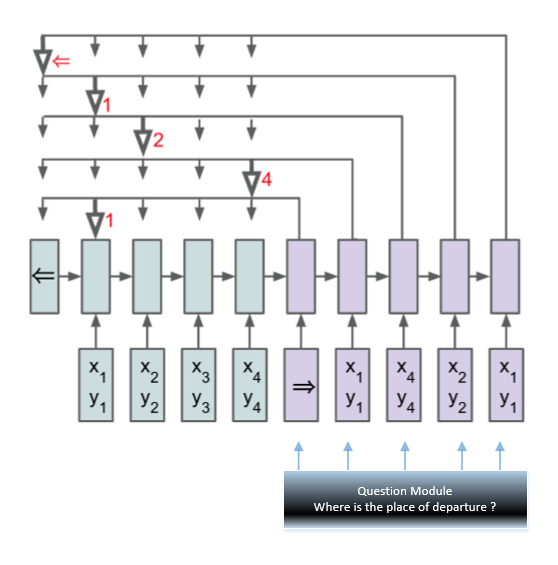 ⇐
1
2
4
1
⇐
x1 x2 x3 x4 ⇒ x1 x4 x2 x1
y1 y2 y3 y4 y1 y4 y2 y1
Question Module
Where is the place of departure ?